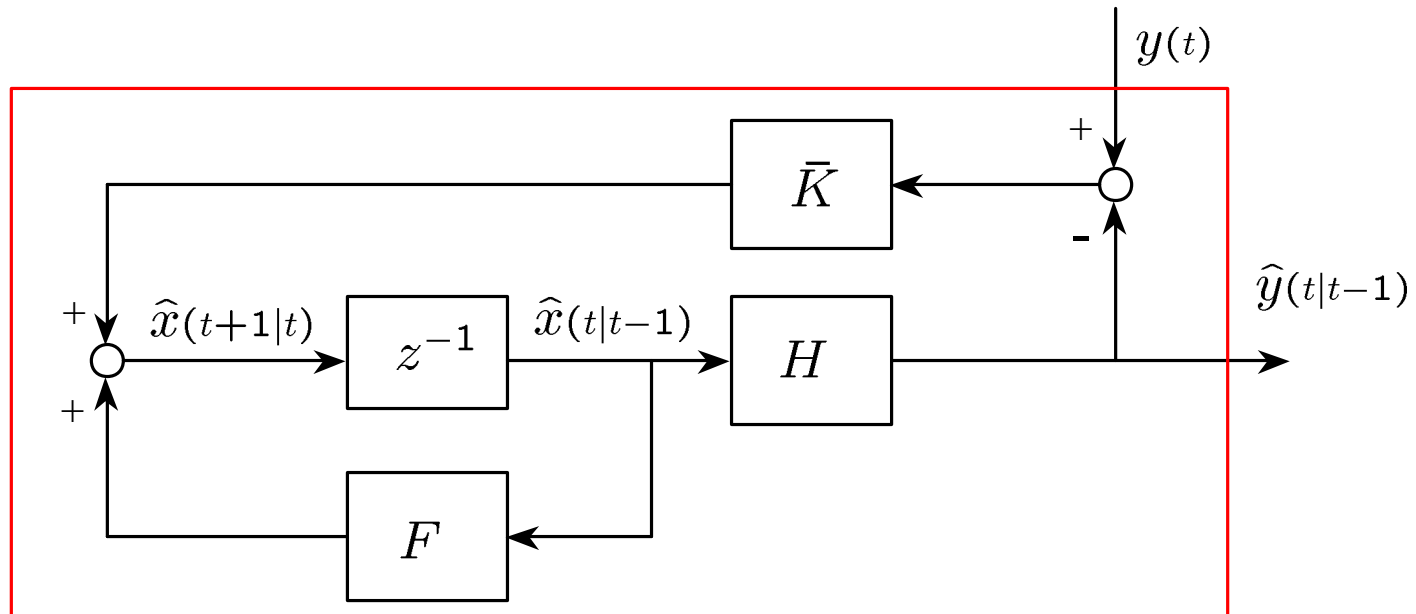 y(t)
+
K̄
-
ŷ(t|t−1)
+
x̂(t+1|t)
z⁻¹
x̂(t|t−1)
H
+
F